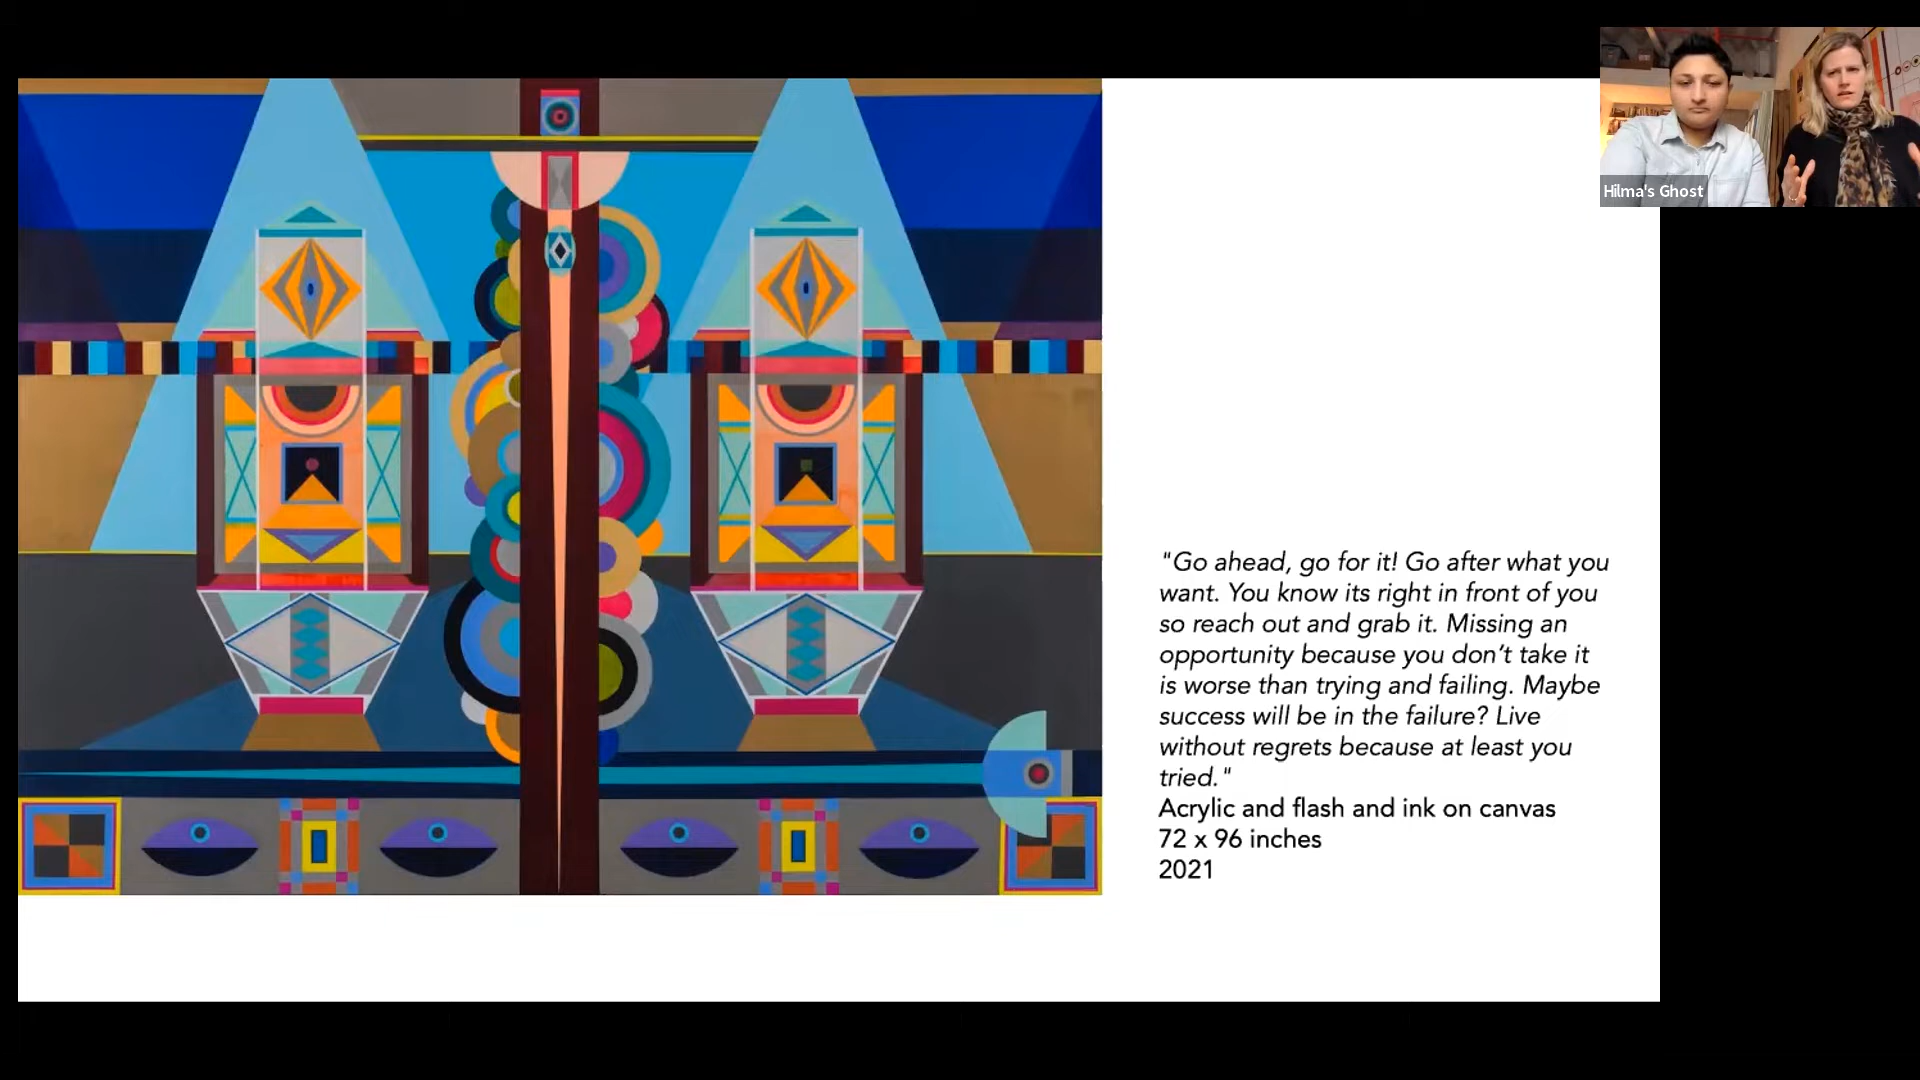 Hilma's Ghost
"Go ahead, go for it! Go after what you
want. You know its right in front of you
so reach out and grab it. Missing an
opportunity because you don’t take it
is worse than trying and failing. Maybe
success will be in the failure? Live
without regrets because at least you
tried."
Acrylic and flash and ink on canvas
72 x 96 inches
2021